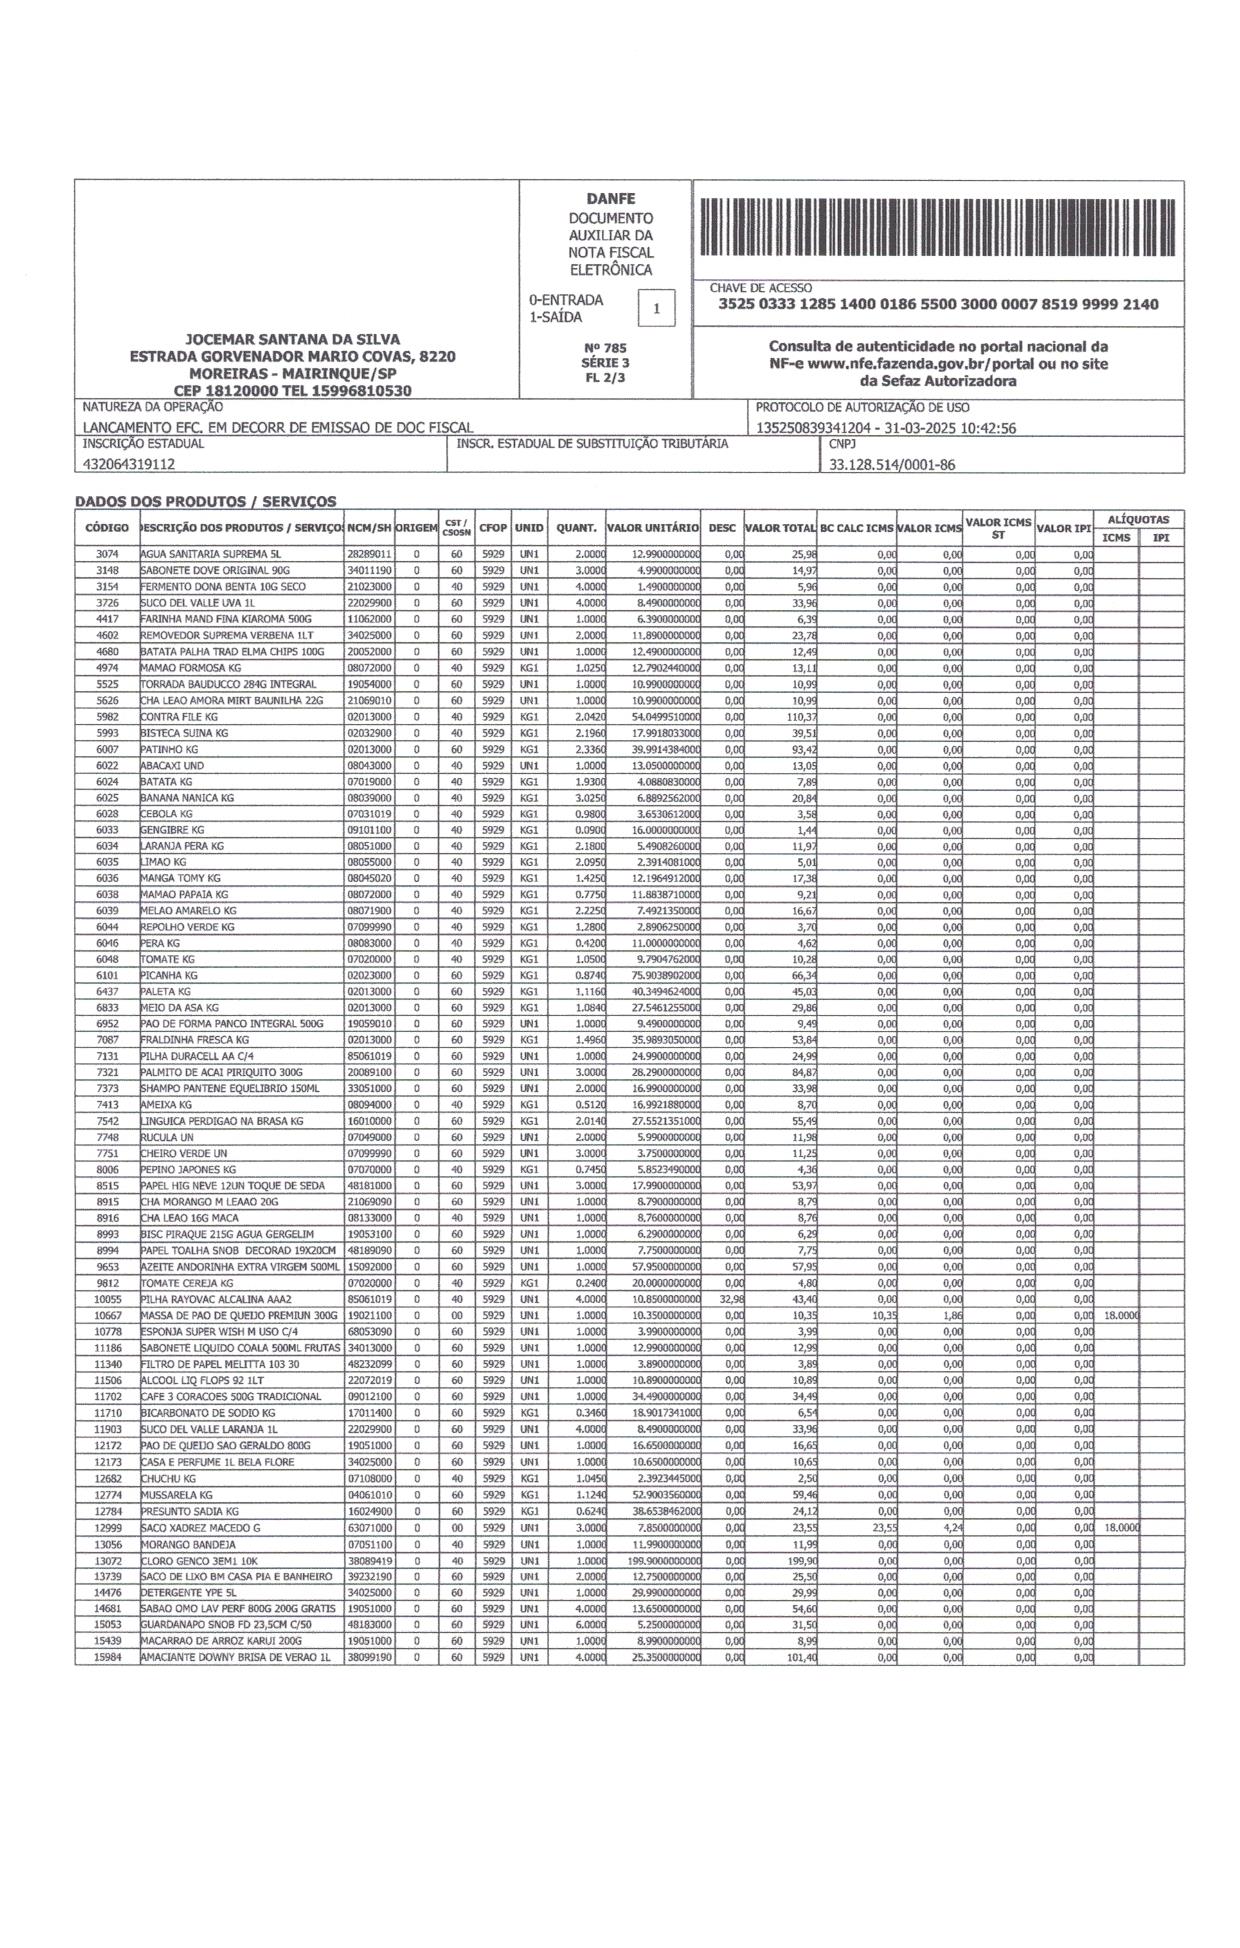 DANFE
DOCUMENTO
AUXILIAR DA
NOTA FISCAL
ELETRÔNICA
0-ENTRADA
1-SAÍDA
1
Nº 785
SÉRIE 3
FL 2/3
JOCEMAR SANTANA DA SILVA
ESTRADA GORVENADOR MARIO COVAS, 8220
MOREIRAS - MAIRINQUE/SP
CEP 18120000 TEL 15996810530
CHAVE DE ACESSO
3525 0333 1285 1400 0186 5500 3000 0007 8519 9999 2140
Consulta de autenticidade no portal nacional da
NF-e www.nfe.fazenda.gov.br/portal ou no site
da Sefaz Autorizadora
NATUREZA DA OPERAÇÃO
LANCAMENTO EFC. EM DECORR DE EMISSAO DE DOC FISCAL
PROTOCOLO DE AUTORIZAÇÃO DE USO
135250839341204 - 31-03-2025 10:42:56
INSCRIÇÃO ESTADUAL
432064319112
INSCR. ESTADUAL DE SUBSTITUIÇÃO TRIBUTÁRIA
CNPJ
33.128.514/0001-86
DADOS DOS PRODUTOS / SERVIÇOS
CÓDIGO DESCRIÇÃO DOS PRODUTOS / SERVIÇO NCM/SH ORIGEM CST / CSOSN CFOP UNID QUANT. VALOR UNITÁRIO DESC VALOR TOTAL BC CALC ICMS VALOR ICMS VALOR ICMS ST VALOR IPI ALÍQUOTAS ICMS IPI
3074 AGUA SANITARIA SUPREMA 5L 28289011 0 60 5929 UN1 2.0000 12.9900000000 0,00 25,98 0,00 0,00 0,00 0,00
3148 SABONETE DOVE ORIGINAL 90G 34011190 0 60 5929 UN1 3.0000 4.9900000000 0,00 14,97 0,00 0,00 0,00 0,00
3154 FERMENTO DONA BENTA 10G SECO 21023000 0 40 5929 UN1 4.0000 1.4900000000 0,00 5,96 0,00 0,00 0,00 0,00
3726 SUCO DEL VALLE UVA 1L 22029900 0 60 5929 UN1 4.0000 8.4900000000 0,00 33,96 0,00 0,00 0,00 0,00
4417 FARINHA MAND FINA KIAROMA 500G 11062000 0 60 5929 UN1 1.0000 6.3900000000 0,00 6,39 0,00 0,00 0,00 0,00
4602 REMOVEDOR SUPREMA VERBENA 1LT 34025000 0 60 5929 UN1 2.0000 11.8900000000 0,00 23,78 0,00 0,00 0,00 0,00
4680 BATATA PALHA TRAD ELMA CHIPS 100G 20052000 0 60 5929 UN1 1.0000 12.4900000000 0,00 12,49 0,00 0,00 0,00 0,00
4974 MAMAO FORMOSA KG 08072000 0 40 5929 KG1 1.0250 12.7902440000 0,00 13,11 0,00 0,00 0,00 0,00
5525 TORRADA BAUDUCCO 284G INTEGRAL 19054000 0 60 5929 UN1 1.0000 10.9900000000 0,00 10,99 0,00 0,00 0,00 0,00
5626 CHA LEAO AMORA MIRT BAUNILHA 22G 21069010 0 60 5929 UN1 1.0000 10.9900000000 0,00 10,99 0,00 0,00 0,00 0,00
5982 CONTRA FILE KG 02013000 0 40 5929 KG1 2.0420 54.0499510000 0,00 110,37 0,00 0,00 0,00 0,00
5993 BISTECA SUINA KG 02032900 0 40 5929 KG1 2.1960 17.9918033000 0,00 39,51 0,00 0,00 0,00 0,00
6007 PATINHO KG 02013000 0 60 5929 KG1 2.3360 39.9914384000 0,00 93,42 0,00 0,00 0,00 0,00
6022 ABACAXI UND 08043000 0 40 5929 UN1 1.0000 13.0500000000 0,00 13,05 0,00 0,00 0,00 0,00
6024 BATATA KG 07019000 0 40 5929 KG1 1.9300 4.0880830000 0,00 7,89 0,00 0,00 0,00 0,00
6025 BANANA NANICA KG 08039000 0 40 5929 KG1 3.0250 6.8892562000 0,00 20,84 0,00 0,00 0,00 0,00
6028 CEBOLA KG 07031019 0 40 5929 KG1 0.9800 3.6530612000 0,00 3,58 0,00 0,00 0,00 0,00
6033 GENGIBRE KG 09101100 0 40 5929 KG1 0.0900 16.0000000000 0,00 1,44 0,00 0,00 0,00 0,00
6034 LARANJA PERA KG 08051000 0 40 5929 KG1 2.1800 5.4908260000 0,00 11,97 0,00 0,00 0,00 0,00
6035 LIMAO KG 08055000 0 40 5929 KG1 2.0950 2.3914081000 0,00 5,01 0,00 0,00 0,00 0,00
6036 MANGA TOMY KG 08045020 0 40 5929 KG1 1.4250 12.1964912000 0,00 17,38 0,00 0,00 0,00 0,00
6038 MAMAO PAPAIA KG 08072000 0 40 5929 KG1 0.7750 11.8838710000 0,00 9,21 0,00 0,00 0,00 0,00
6039 MELAO AMARELO KG 08071900 0 40 5929 KG1 2.2250 7.4921350000 0,00 16,67 0,00 0,00 0,00 0,00
6044 REPOLHO VERDE KG 07099990 0 40 5929 KG1 1.2800 2.8906250000 0,00 3,70 0,00 0,00 0,00 0,00
6046 PERA KG 08083000 0 40 5929 KG1 0.4200 11.0000000000 0,00 4,62 0,00 0,00 0,00 0,00
6048 TOMATE KG 07020000 0 40 5929 KG1 1.0500 9.7904762000 0,00 10,28 0,00 0,00 0,00 0,00
6101 PICANHA KG 02023000 0 60 5929 KG1 0.8740 75.9038902000 0,00 66,34 0,00 0,00 0,00 0,00
6437 PALETA KG 02013000 0 60 5929 KG1 1.1160 40.3494624000 0,00 45,03 0,00 0,00 0,00 0,00
6833 MEIO DA ASA KG 02013000 0 60 5929 KG1 1.0840 27.5461255000 0,00 29,86 0,00 0,00 0,00 0,00
6952 PAO DE FORMA PANCO INTEGRAL 500G 19059010 0 60 5929 UN1 1.0000 9.4900000000 0,00 9,49 0,00 0,00 0,00 0,00
7087 FRALDINHA FRESCA KG 02013000 0 60 5929 KG1 1.4960 35.9893050000 0,00 53,84 0,00 0,00 0,00 0,00
7131 PILHA DURACELL AA C/4 85061019 0 60 5929 UN1 1.0000 24.9900000000 0,00 24,99 0,00 0,00 0,00 0,00
7321 PALMITO DE ACAI PIRIQUITO 300G 20089100 0 60 5929 UN1 3.0000 28.2900000000 0,00 84,87 0,00 0,00 0,00 0,00
7373 SHAMPO PANTENE EQUELIBRIO 150ML 33051000 0 60 5929 UN1 2.0000 16.9900000000 0,00 33,98 0,00 0,00 0,00 0,00
7413 AMEIXA KG 08094000 0 40 5929 KG1 0.5120 16.9921880000 0,00 8,70 0,00 0,00 0,00 0,00
7542 LINGUICA PERDIGAO NA BRASA KG 16010000 0 60 5929 KG1 2.0140 27.5521351000 0,00 55,49 0,00 0,00 0,00 0,00
7748 RUCULA UN 07049000 0 60 5929 UN1 2.0000 5.9900000000 0,00 11,98 0,00 0,00 0,00 0,00
7751 CHEIRO VERDE UN 07099990 0 60 5929 UN1 3.0000 3.7500000000 0,00 11,25 0,00 0,00 0,00 0,00
8006 PEPINO JAPONES KG 07070000 0 40 5929 KG1 0.7450 5.8523490000 0,00 4,36 0,00 0,00 0,00 0,00
8515 PAPEL HIG NEVE 12UN TOQUE DE SEDA 48181000 0 60 5929 UN1 3.0000 17.9900000000 0,00 53,97 0,00 0,00 0,00 0,00
8915 CHA MORANGO M LEAAO 20G 21069090 0 60 5929 UN1 1.0000 8.7900000000 0,00 8,79 0,00 0,00 0,00 0,00
8916 CHA LEAO 16G MACA 08133000 0 40 5929 UN1 1.0000 8.7600000000 0,00 8,76 0,00 0,00 0,00 0,00
8993 BISC PIRAQUE 215G AGUA GERGELIM 19053100 0 60 5929 UN1 1.0000 6.2900000000 0,00 6,29 0,00 0,00 0,00 0,00
8994 PAPEL TOALHA SNOB DECORAD 19X20CM 48189090 0 60 5929 UN1 1.0000 7.7500000000 0,00 7,75 0,00 0,00 0,00 0,00
9653 AZEITE ANDORINHA EXTRA VIRGEM 500ML 15092000 0 60 5929 UN1 1.0000 57.9500000000 0,00 57,95 0,00 0,00 0,00 0,00
9812 TOMATE CEREJA KG 07020000 0 40 5929 KG1 0.2400 20.0000000000 0,00 4,80 0,00 0,00 0,00 0,00
10055 PILHA RAYOVAC ALCALINA AAA2 85061019 0 40 5929 UN1 4.0000 10.8500000000 32,98 43,40 0,00 0,00 0,00 0,00
10667 MASSA DE PAO DE QUEIJO PREMIUN 300G 19021100 0 00 5929 UN1 1.0000 10.3500000000 0,00 10,35 10,35 1,86 0,00 0,00 18.0000
10778 ESPONJA SUPER WISH M USO C/4 68053090 0 60 5929 UN1 1.0000 3.9900000000 0,00 3,99 0,00 0,00 0,00 0,00
11186 SABONETE LIQUIDO COALA 500ML FRUTAS 34013000 0 60 5929 UN1 1.0000 12.9900000000 0,00 12,99 0,00 0,00 0,00 0,00
11340 FILTRO DE PAPEL MELITTA 103 30 48232099 0 60 5929 UN1 1.0000 3.8900000000 0,00 3,89 0,00 0,00 0,00 0,00
11506 ALCOOL LIQ FLOPS 92 1LT 22072019 0 60 5929 UN1 1.0000 10.8900000000 0,00 10,89 0,00 0,00 0,00 0,00
11702 CAFE 3 CORACOES 500G TRADICIONAL 09012100 0 60 5929 UN1 1.0000 34.4900000000 0,00 34,49 0,00 0,00 0,00 0,00
11710 BICARBONATO DE SODIO KG 17011400 0 60 5929 KG1 0.3460 18.9017341000 0,00 6,54 0,00 0,00 0,00 0,00
11903 SUCO DEL VALLE LARANJA 1L 22029900 0 60 5929 UN1 4.0000 8.4900000000 0,00 33,96 0,00 0,00 0,00 0,00
12172 PAO DE QUEIJO SAO GERALDO 800G 19051000 0 60 5929 UN1 1.0000 16.6500000000 0,00 16,65 0,00 0,00 0,00 0,00
12173 CASA E PERFUME 1L BELA FLORE 34025000 0 60 5929 UN1 1.0000 10.6500000000 0,00 10,65 0,00 0,00 0,00 0,00
12682 CHUCHU KG 07108000 0 40 5929 KG1 1.0450 2.3923445000 0,00 2,50 0,00 0,00 0,00 0,00
12774 MUSSARELA KG 04061010 0 60 5929 KG1 1.1240 52.9003560000 0,00 59,46 0,00 0,00 0,00 0,00
12784 PRESUNTO SADIA KG 16024900 0 60 5929 KG1 0.6240 38.6538462000 0,00 24,12 0,00 0,00 0,00 0,00
12999 SACO XADREZ MACEDO G 63071000 0 00 5929 UN1 3.0000 7.8500000000 0,00 23,55 23,55 4,24 0,00 0,00 18.0000
13056 MORANGO BANDEJA 07051100 0 40 5929 UN1 1.0000 11.9900000000 0,00 11,99 0,00 0,00 0,00 0,00
13072 CLORO GENCO 3EM1 10K 38089419 0 40 5929 UN1 1.0000 199.9000000000 0,00 199,90 0,00 0,00 0,00 0,00
13739 SACO DE LIXO BM CASA PIA E BANHEIRO 39232190 0 60 5929 UN1 2.0000 12.7500000000 0,00 25,50 0,00 0,00 0,00 0,00
14476 DETERGENTE YPE 5L 34025000 0 60 5929 UN1 1.0000 29.9900000000 0,00 29,99 0,00 0,00 0,00 0,00
14681 SABAO OMO LAV PERF 800G 200G GRATIS 19051000 0 60 5929 UN1 4.0000 13.6500000000 0,00 54,60 0,00 0,00 0,00 0,00
15053 GUARDANAPO SNOB FD 23,5CM C/50 48183000 0 60 5929 UN1 6.0000 5.2500000000 0,00 31,50 0,00 0,00 0,00 0,00
15439 MACARRAO DE ARROZ KARUI 200G 19051000 0 60 5929 UN1 1.0000 8.9900000000 0,00 8,99 0,00 0,00 0,00 0,00
15984 AMACIANTE DOWNY BRISA DE VERAO 1L 38099190 0 60 5929 UN1 4.0000 25.3500000000 0,00 101,40 0,00 0,00 0,00 0,00